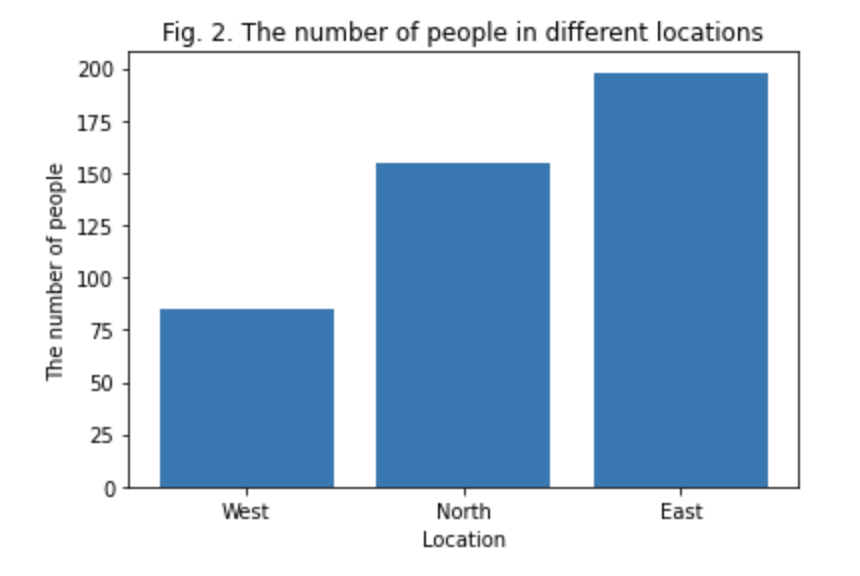 Fig. 2. The number of people in different locations
The number of people
200
175
150
125
100
75
50
25
0
West North East
Location